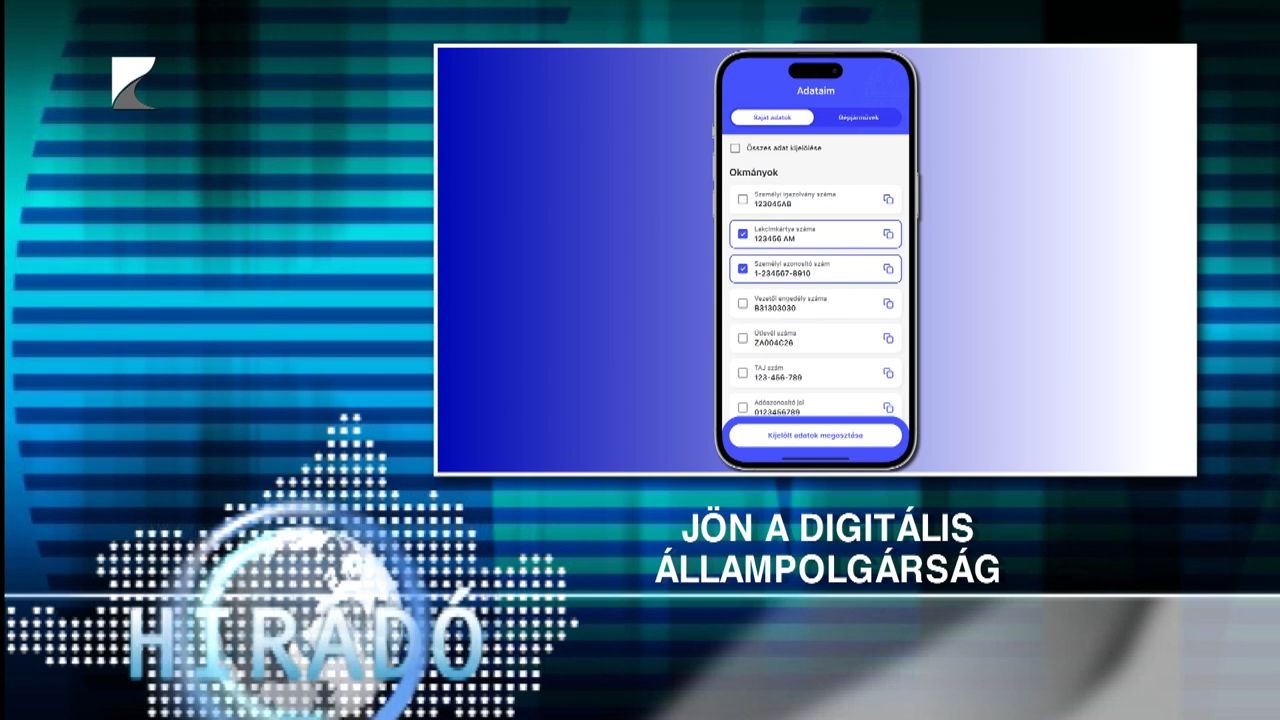 Adataim
Saját adatok Gépjárművek
Összes adat kijelölése
Okmányok
Személyi igazolvány száma
123045AB
Lakcímkártya száma
123456 AM
Személyi azonosító szám
1-234567-8910
Vezetői engedély száma
B31303030
Útlevél száma
ZA004C26
TAJ szám
123-456-789
Adóazonosító jel
0123456789
Kijelölt adatok megosztása
JÖN A DIGITÁLIS
ÁLLAMPOLGÁRSÁG
HÍRADÓ